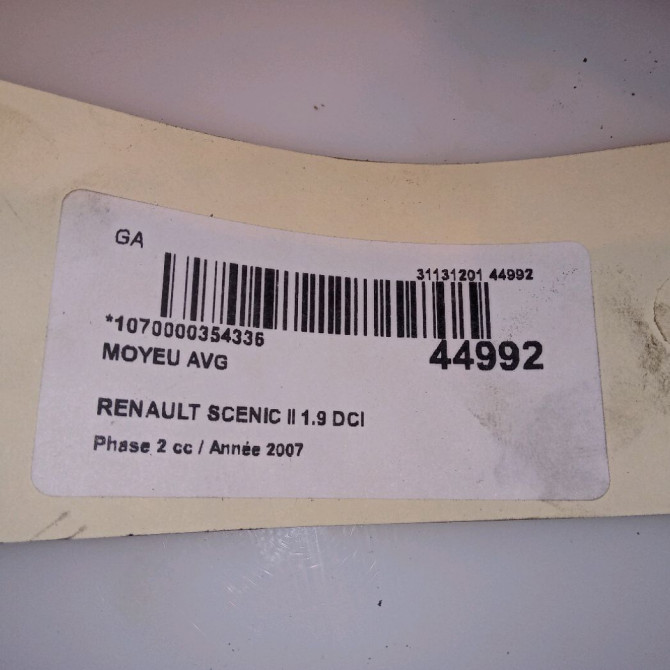 GA
31131201 44992
*1070000354336
44992
MOYEU AVG
RENAULT SCENIC II 1.9 DCI
Phase 2 cc / Année 2007